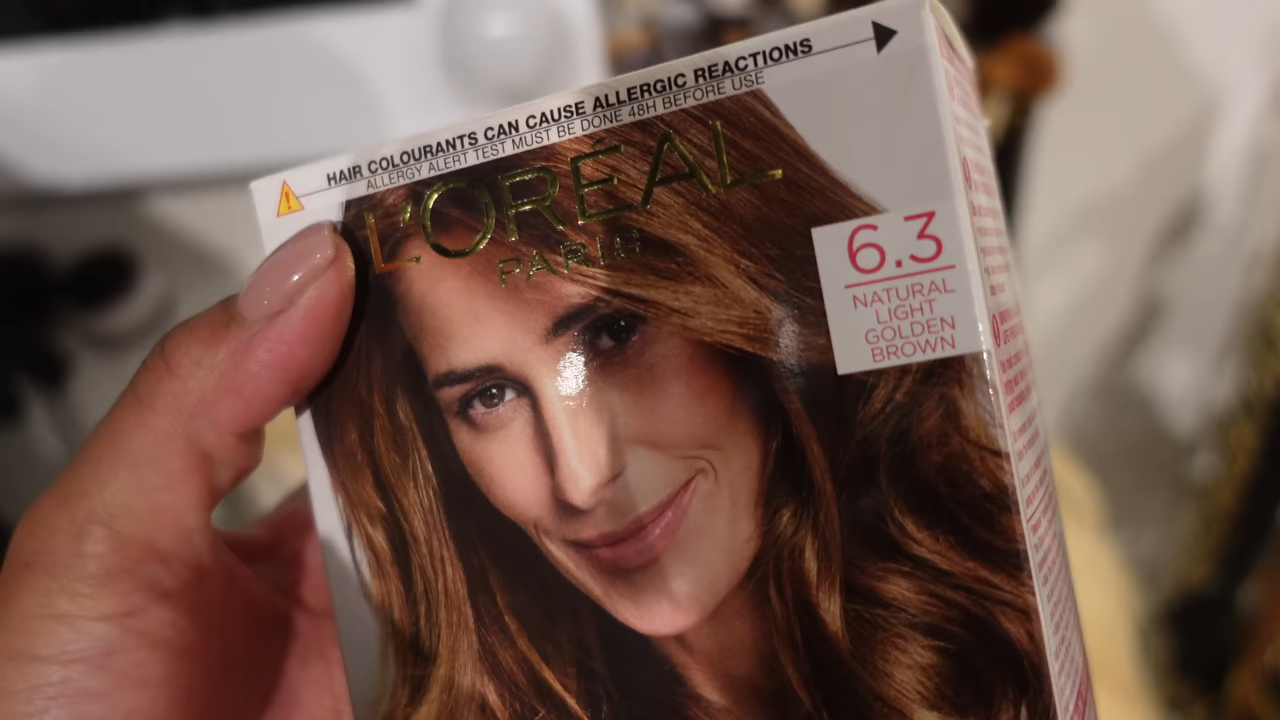 HAIR COLOURANTS CAN CAUSE ALLERGIC REACTIONS
ALLERGY ALERT TEST MUST BE DONE 48H BEFORE USE
L'ORÉAL
PARIS
6.3
NATURAL
LIGHT
GOLDEN
BROWN